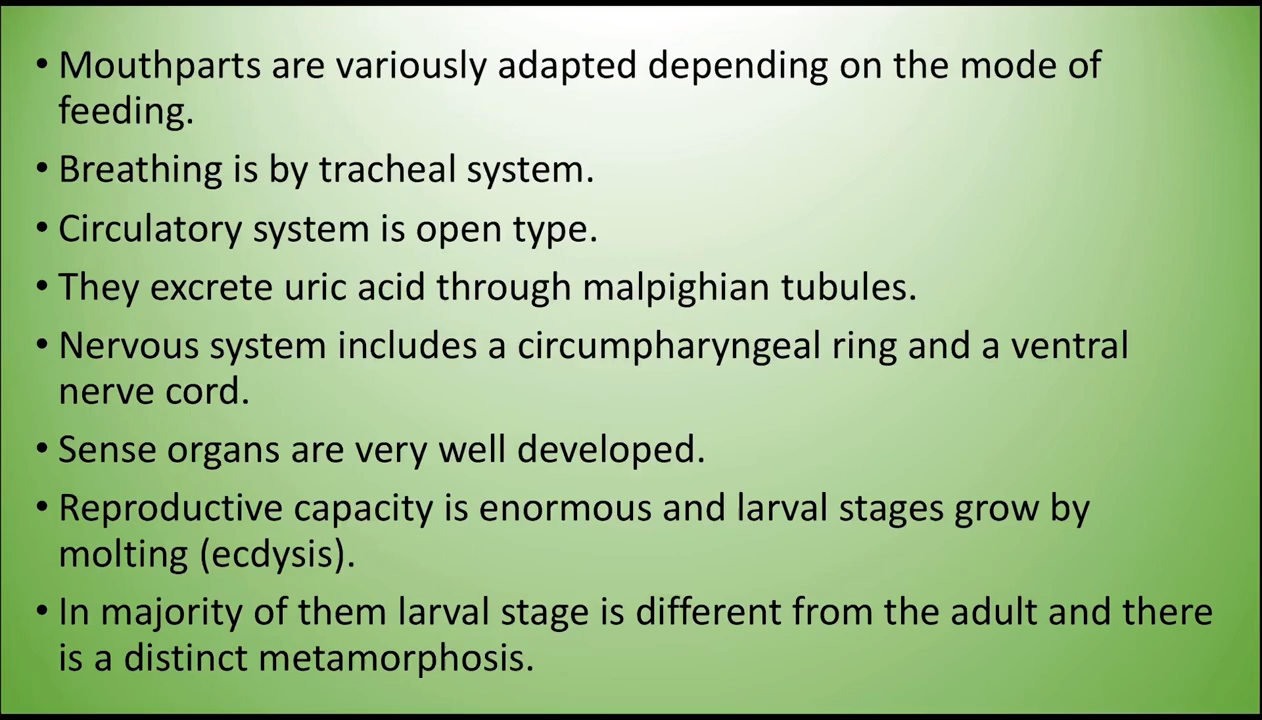 • Mouthparts are variously adapted depending on the mode of
feeding.
• Breathing is by tracheal system.
• Circulatory system is open type.
• They excrete uric acid through malpighian tubules.
• Nervous system includes a circumpharyngeal ring and a ventral
nerve cord.
• Sense organs are very well developed.
• Reproductive capacity is enormous and larval stages grow by
molting (ecdysis).
• In majority of them larval stage is different from the adult and there
is a distinct metamorphosis.